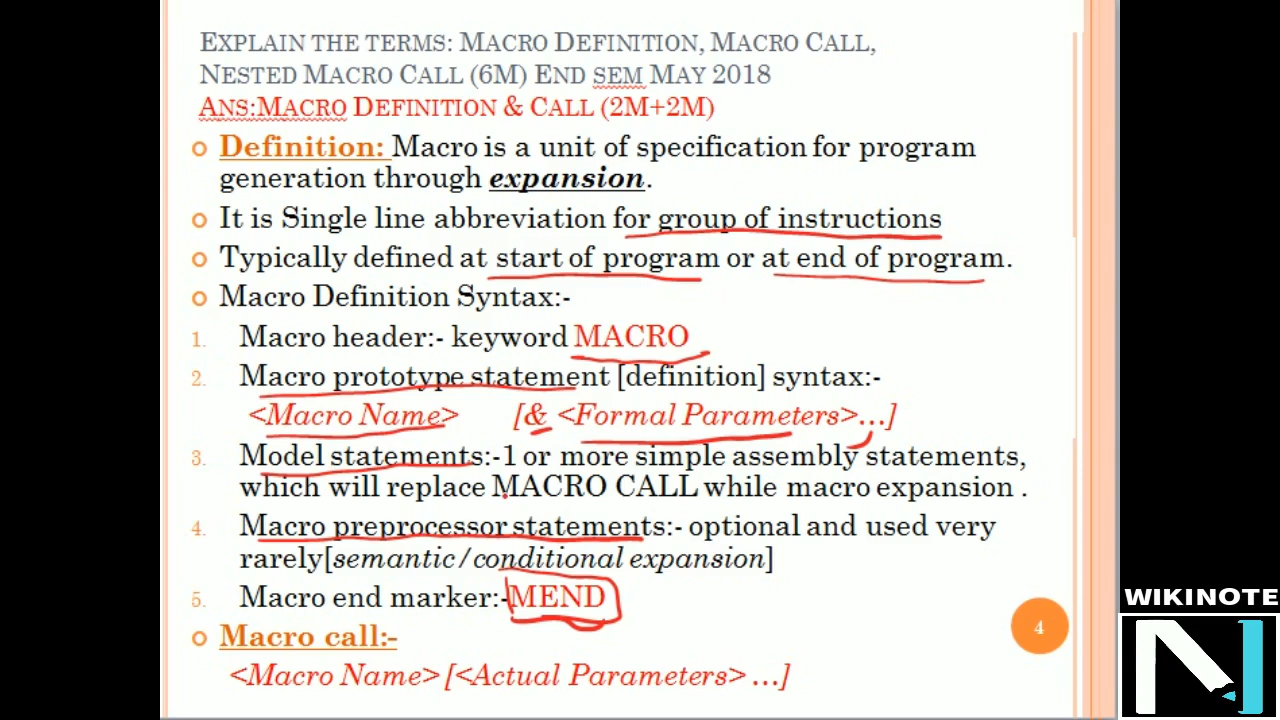 EXPLAIN THE TERMS: MACRO DEFINITION, MACRO CALL,
NESTED MACRO CALL (6M) END SEM MAY 2018
ANS:MACRO DEFINITION & CALL (2M+2M)
Definition: Macro is a unit of specification for program
generation through expansion.
It is Single line abbreviation for group of instructions
Typically defined at start of program or at end of program.
Macro Definition Syntax:-
1. Macro header:- keyword MACRO
2. Macro prototype statement [definition] syntax:-
<Macro Name> [& <Formal Parameters>...]
3. Model statements:-1 or more simple assembly statements,
which will replace MACRO CALL while macro expansion .
4. Macro preprocessor statements:- optional and used very
rarely[semantic/conditional expansion]
5. Macro end marker:-MEND
Macro call:-
<Macro Name> [<Actual Parameters> ...]
4
WIKINOTE
N